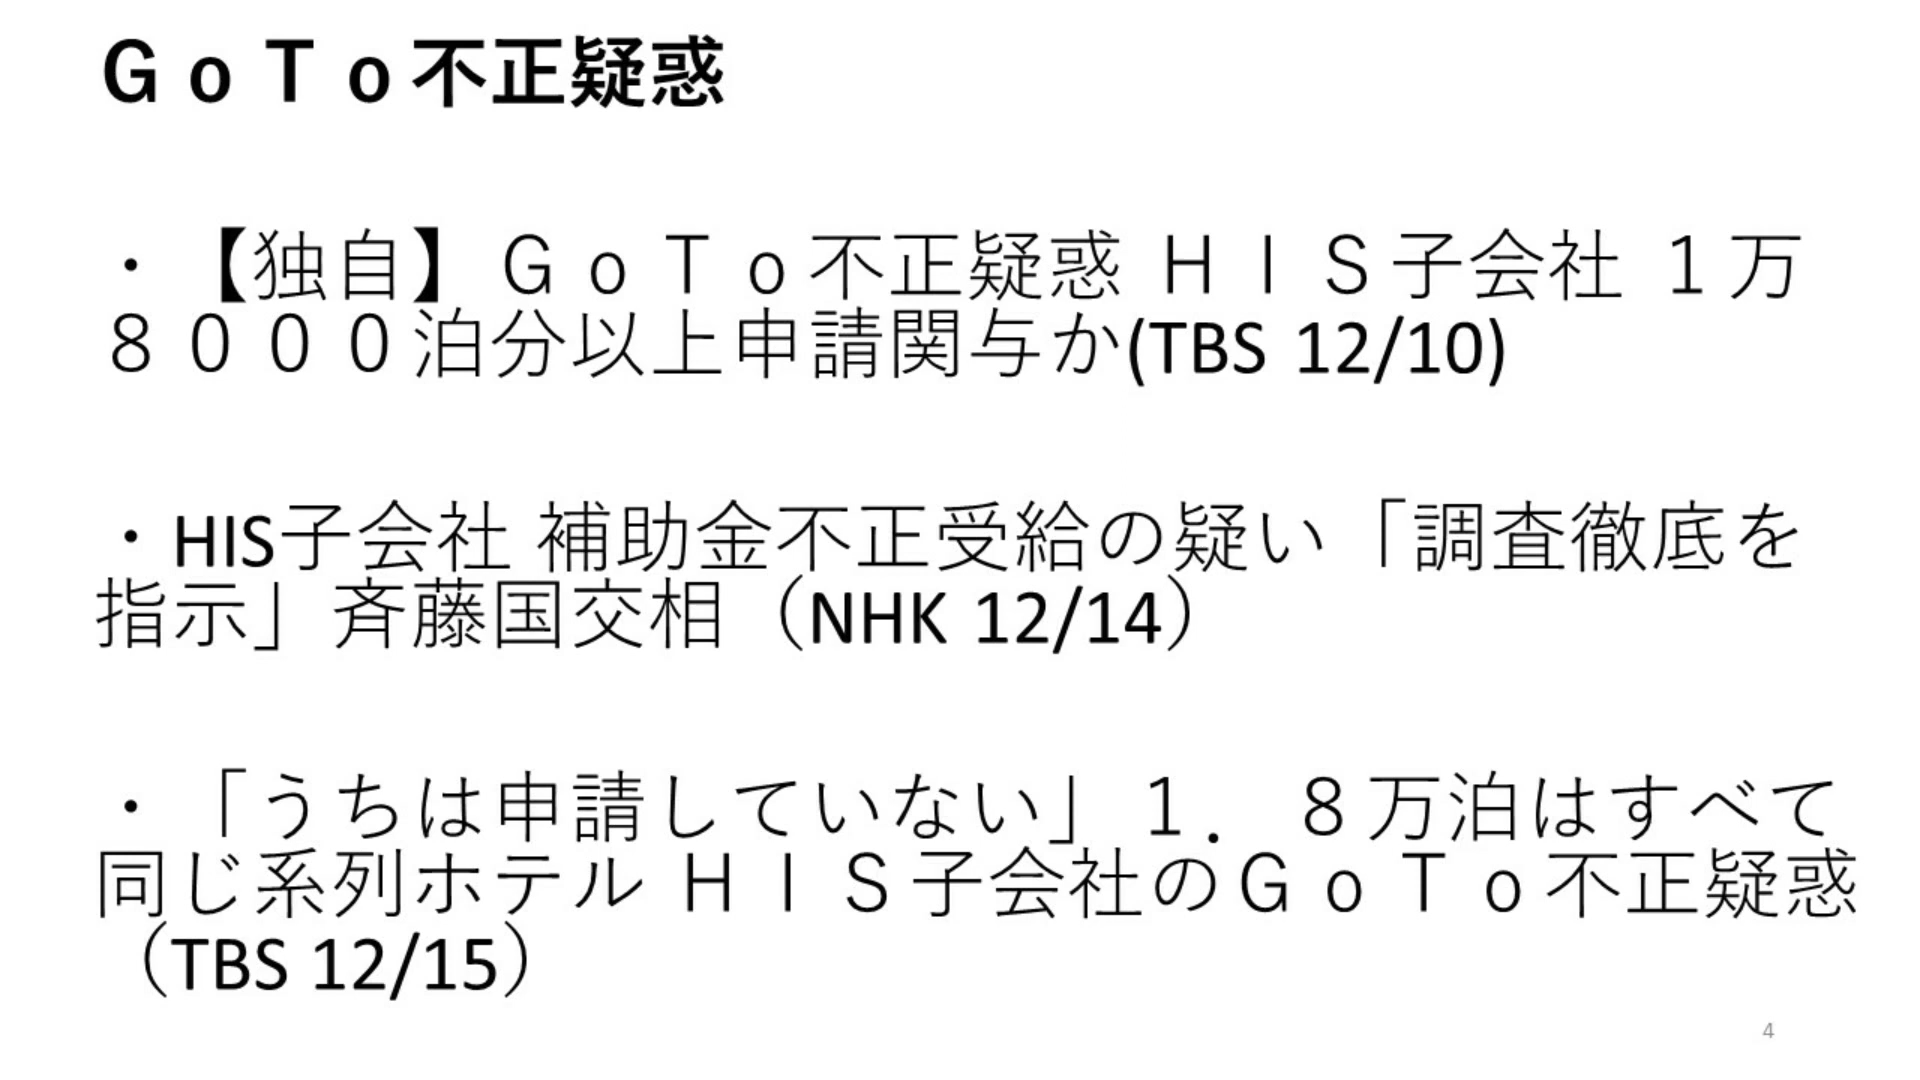 ＧｏＴｏ不正疑惑
・【独自】ＧｏＴｏ不正疑惑 ＨＩＳ子会社 １万
８０００泊分以上申請関与か(TBS 12/10)
・HIS子会社 補助金不正受給の疑い「調査徹底を
指示」斉藤国交相（NHK 12/14）
・「うちは申請していない」１．８万泊はすべて
同じ系列ホテル ＨＩＳ子会社のＧｏＴｏ不正疑惑
（TBS 12/15）
4